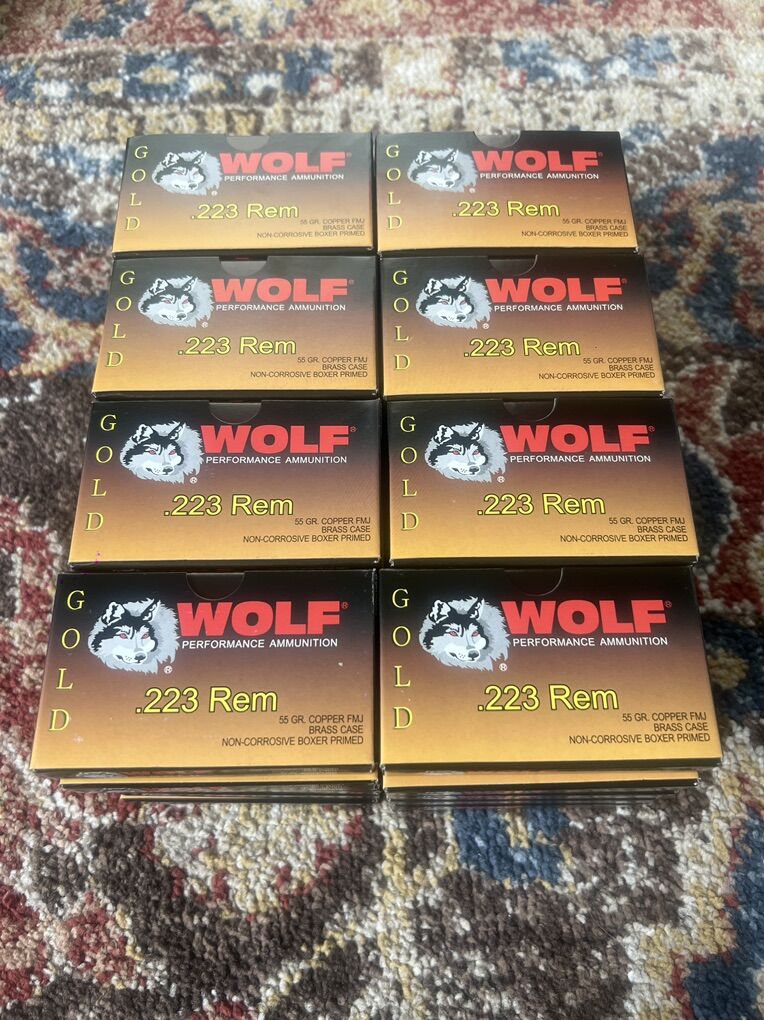 GOLD
WOLF®
PERFORMANCE AMMUNITION
®
.223 Rem
55 GR. COPPER FMJ
BRASS CASE
NON-CORROSIVE BOXER PRIMED
GOLD
WOLF®
PERFORMANCE AMMUNITION
®
.223 Rem
55 GR. COPPER FMJ
BRASS CASE
NON-CORROSIVE BOXER PRIMED
GOLD
WOLF®
PERFORMANCE AMMUNITION
®
.223 Rem
55 GR. COPPER FMJ
BRASS CASE
NON-CORROSIVE BOXER PRIMED
GOLD
WOLF®
PERFORMANCE AMMUNITION
®
.223 Rem
55 GR. COPPER FMJ
BRASS CASE
NON-CORROSIVE BOXER PRIMED
GOLD
WOLF®
PERFORMANCE AMMUNITION
®
.223 Rem
55 GR. COPPER FMJ
BRASS CASE
NON-CORROSIVE BOXER PRIMED
GOLD
WOLF®
PERFORMANCE AMMUNITION
®
.223 Rem
55 GR. COPPER FMJ
BRASS CASE
NON-CORROSIVE BOXER PRIMED
GOLD
WOLF®
PERFORMANCE AMMUNITION
®
.223 Rem
55 GR. COPPER FMJ
BRASS CASE
NON-CORROSIVE BOXER PRIMED
GOLD
WOLF®
PERFORMANCE AMMUNITION
®
.223 Rem
55 GR. COPPER FMJ
BRASS CASE
NON-CORROSIVE BOXER PRIMED